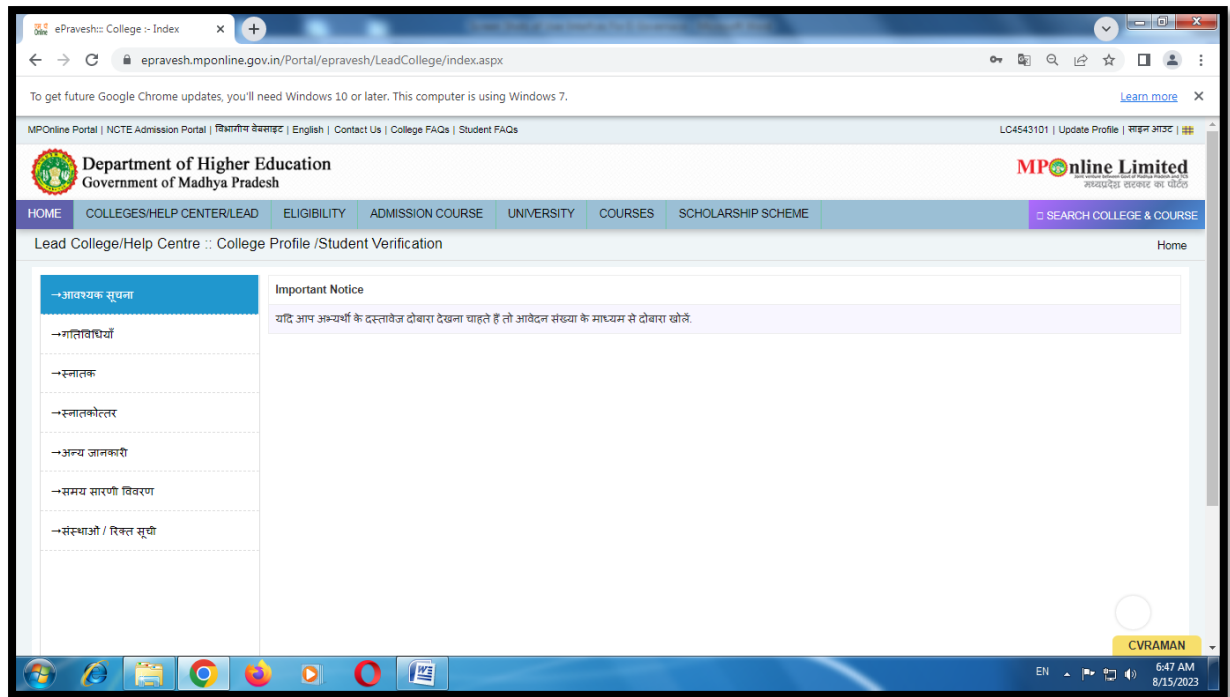 ePravesh::: College :- Index
epravesh.mponline.gov.in/Portal/epravesh/LeadCollege/index.aspx
To get future Google Chrome updates, you'll need Windows 10 or later. This computer is using Windows 7. Learn more
MPOnline Portal | NCTE Admission Portal | विभागीय वेबसाइट | English | Contact Us | College FAQs | Student FAQs LC4543101 | Update Profile | साइन आउट |
Department of Higher Education
Government of Madhya Pradesh
MPOnline Limited
मध्यप्रदेश सरकार का पोर्टल
HOME COLLEGES/HELP CENTER/LEAD ELIGIBILITY ADMISSION COURSE UNIVERSITY COURSES SCHOLARSHIP SCHEME SEARCH COLLEGE & COURSE
Lead College/Help Centre :: College Profile /Student Verification Home
→आवश्यक सूचना
Important Notice
यदि आप अभ्यर्थी के दस्तावेज दोबारा देखना चाहते हैं तो आवेदन संख्या के माध्यम से दोबारा खोलें.
→गतिविधियाँ
→स्नातक
→स्नातकोत्तर
→अन्य जानकारी
→समय सारणी विवरण
→संस्थाओं / रिक्त सूची
CVRAMAN
EN 6:47 AM
8/15/2023